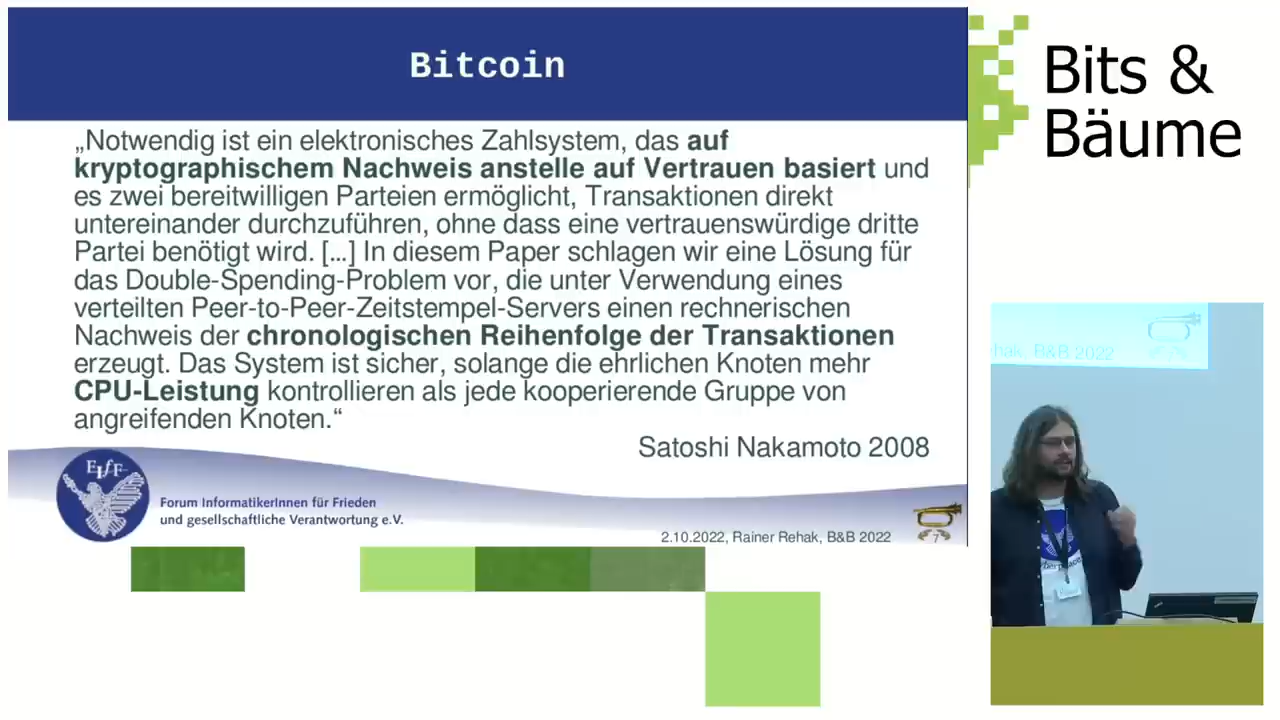 Bitcoin
„Notwendig ist ein elektronisches Zahlsystem, das auf
kryptographischem Nachweis anstelle auf Vertrauen basiert und
es zwei bereitwilligen Parteien ermöglicht, Transaktionen direkt
untereinander durchzuführen, ohne dass eine vertrauenswürdige dritte
Partei benötigt wird. [...] In diesem Paper schlagen wir eine Lösung für
das Double-Spending-Problem vor, die unter Verwendung eines
verteilten Peer-to-Peer-Zeitstempel-Servers einen rechnerischen
Nachweis der chronologischen Reihenfolge der Transaktionen
erzeugt. Das System ist sicher, solange die ehrlichen Knoten mehr
CPU-Leistung kontrollieren als jede kooperierende Gruppe von
angreifenden Knoten.“
Satoshi Nakamoto 2008
FIfF
Forum InformatikerInnen für Frieden
und gesellschaftliche Verantwortung e.V.
2.10.2022, Rainer Rehak, B&B 2022
7
Bits &
Bäume
hak, B&B 2022